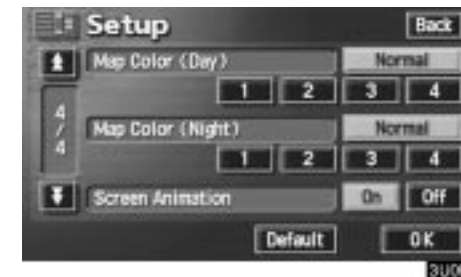 Setup Back
Map Color (Day) Normal
1 2 3 4
4/4
Map Color (Night) Normal
1 2 3 4
Screen Animation On Off
Default OK